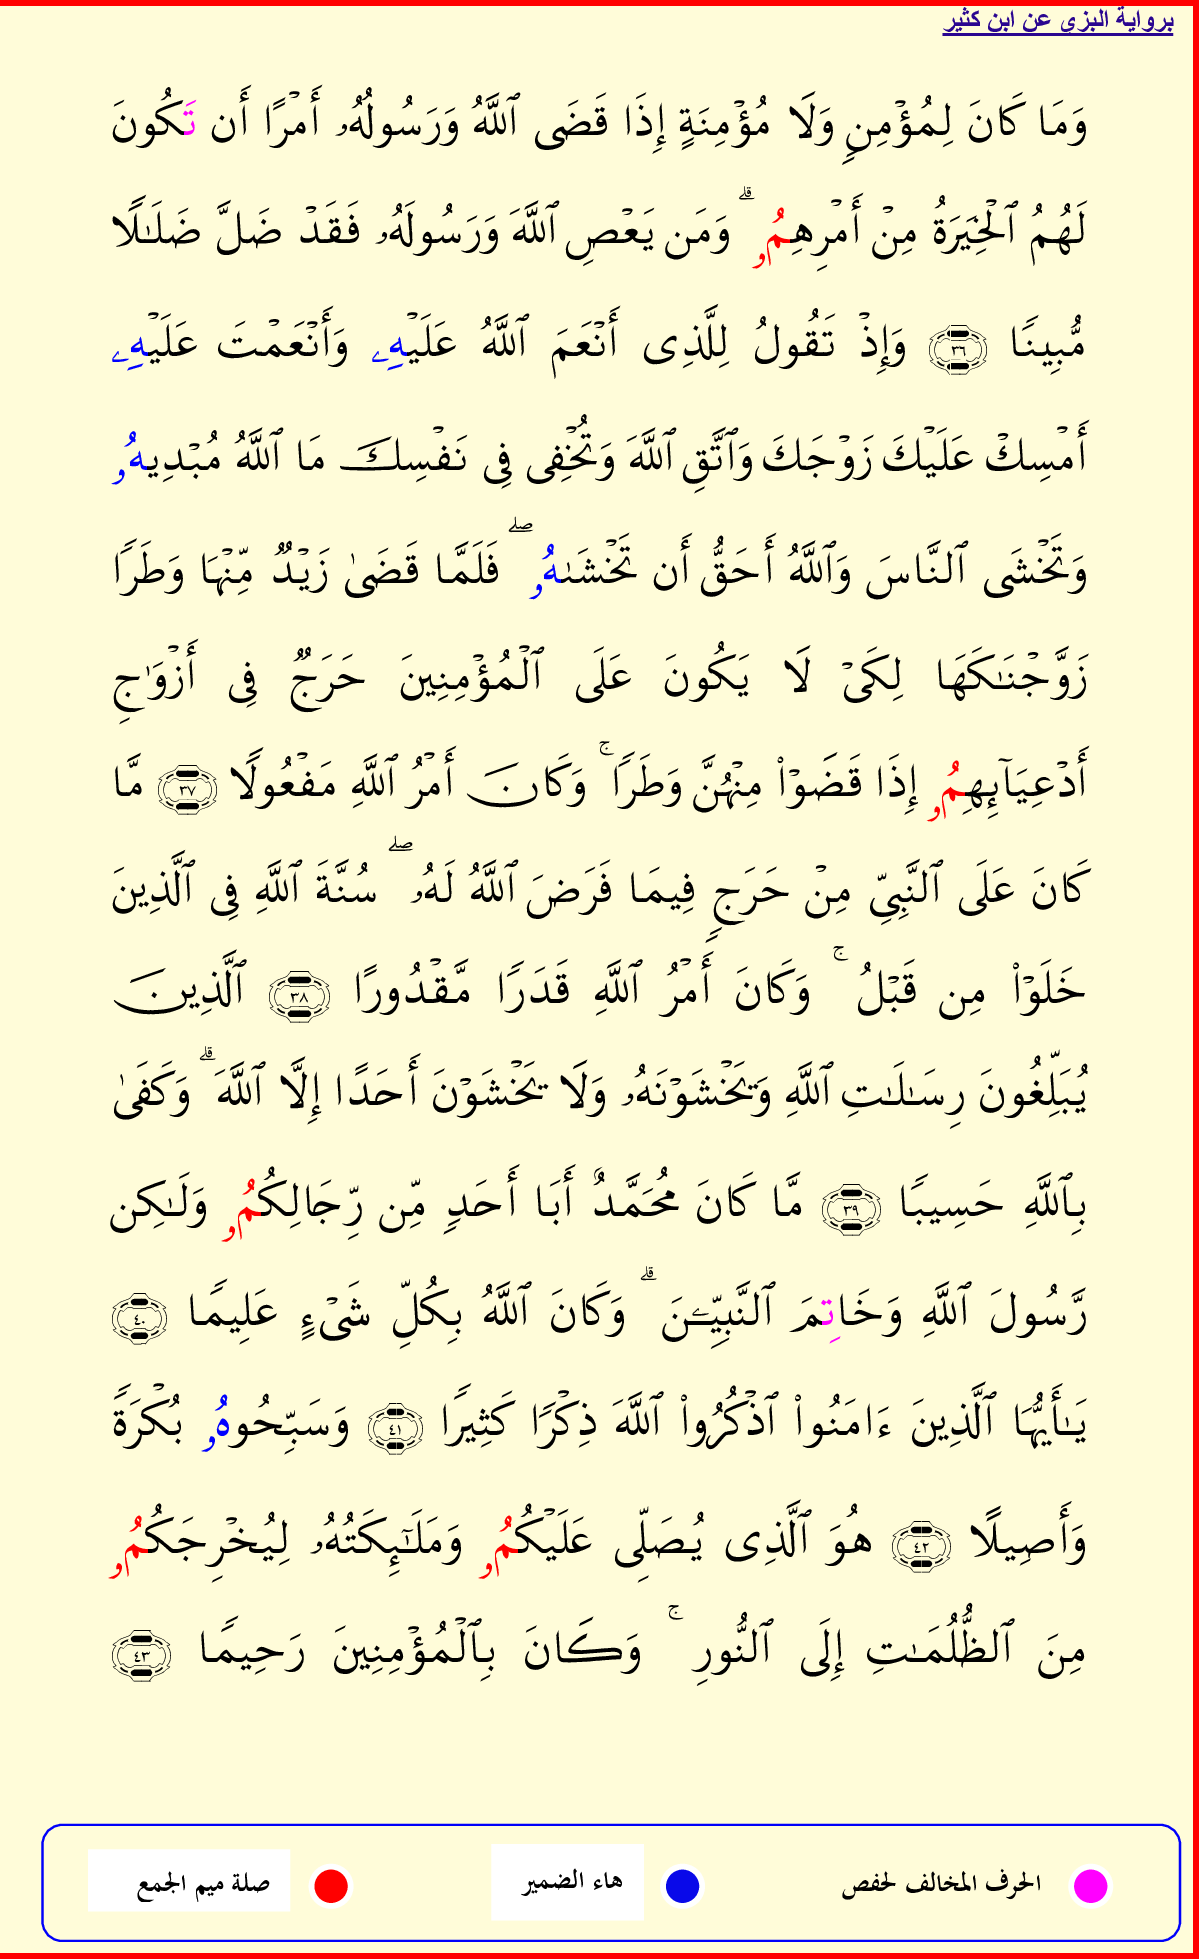 برواية البزي عن ابن كثير
وَمَا كَانَ لِمُؤْمِنٍ وَلَا مُؤْمِنَةٍ إِذَا قَضَى ٱللَّهُ وَرَسُولُهُۥ أَمْرًا أَن تَكُونَ
لَهُمُ ٱلْخِيَرَةُ مِنْ أَمْرِهِمُۥ ۗ وَمَن يَعْصِ ٱللَّهَ وَرَسُولَهُۥ فَقَدْ ضَلَّ ضَلَٰلًا
مُّبِينًا ٣٦ وَإِذْ تَقُولُ لِلَّذِى أَنْعَمَ ٱللَّهُ عَلَيْهِۦ وَأَنْعَمْتَ عَلَيْهِۦ
أَمْسِكْ عَلَيْكَ زَوْجَكَ وَٱتَّقِ ٱللَّهَ وَتُخْفِى فِى نَفْسِكَ مَا ٱللَّهُ مُبْدِيهُۥ
وَتَخْشَى ٱلنَّاسَ وَٱللَّهُ أَحَقُّ أَن تَخْشَىٰهُۥ ۖ فَلَمَّا قَضَىٰ زَيْدٌ مِّنْهَا وَطَرًا
زَوَّجْنَٰكَهَا لِكَىْ لَا يَكُونَ عَلَى ٱلْمُؤْمِنِينَ حَرَجٌ فِى أَزْوَٰجِ
أَدْعِيَآئِهِمُۥ إِذَا قَضَوْا۟ مِنْهُنَّ وَطَرًا ۚ وَكَانَ أَمْرُ ٱللَّهِ مَفْعُولًا ٣٧ مَّا
كَانَ عَلَى ٱلنَّبِىِّ مِنْ حَرَجٍ فِيمَا فَرَضَ ٱللَّهُ لَهُۥ ۖ سُنَّةَ ٱللَّهِ فِى ٱلَّذِينَ
خَلَوْا۟ مِن قَبْلُ ۚ وَكَانَ أَمْرُ ٱللَّهِ قَدَرًا مَّقْدُورًا ٣٨ ٱلَّذِينَ
يُبَلِّغُونَ رِسَٰلَٰتِ ٱللَّهِ وَيَخْشَوْنَهُۥ وَلَا يَخْشَوْنَ أَحَدًا إِلَّا ٱللَّهَ ۗ وَكَفَىٰ
بِٱللَّهِ حَسِيبًا ٣٩ مَّا كَانَ مُحَمَّدٌ أَبَا أَحَدٍ مِّن رِّجَالِكُمُۥ وَلَٰكِن
رَّسُولَ ٱللَّهِ وَخَاتِمَ ٱلنَّبِيِّـۧنَ ۗ وَكَانَ ٱللَّهُ بِكُلِّ شَىْءٍ عَلِيمًا ٤٠
يَٰأَيُّهَا ٱلَّذِينَ ءَامَنُوا۟ ٱذْكُرُوا۟ ٱللَّهَ ذِكْرًا كَثِيرًا ٤١ وَسَبِّحُوهُۥ بُكْرَةً
وَأَصِيلًا ٤٢ هُوَ ٱلَّذِى يُصَلِّى عَلَيْكُمُۥ وَمَلَٰٓئِكَتُهُۥ لِيُخْرِجَكُمُۥ
مِنَ ٱلظُّلُمَٰتِ إِلَى ٱلنُّورِ ۚ وَكَانَ بِٱلْمُؤْمِنِينَ رَحِيمًا ٤٣
الحرف المخالف لحفص هاء الضمير صلة ميم الجمع